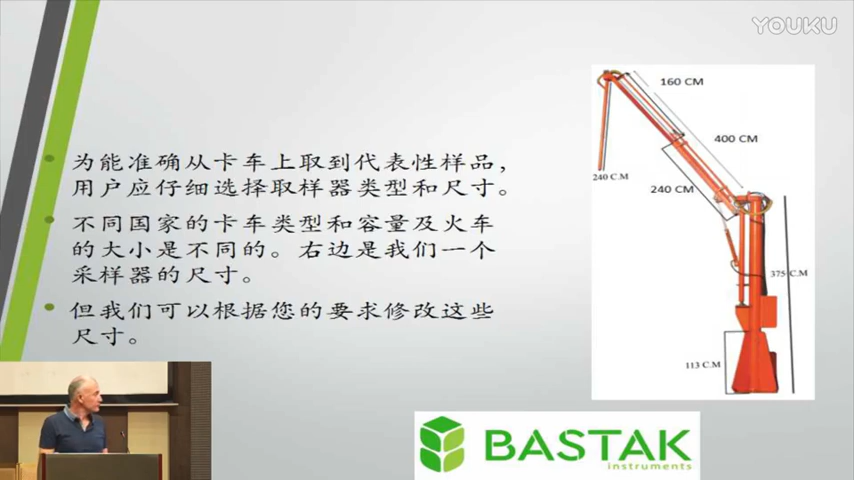 YOUKU
为能准确从卡车上取到代表性样品，
用户应仔细选择取样器类型和尺寸。
不同国家的卡车类型和容量及火车
的大小是不同的。右边是我们一个
采样器的尺寸。
但我们可以根据您的要求修改这些
尺寸。
160 CM
400 CM
240 C.M
240 CM
375 C.M
113 C.M
BASTAK
instruments